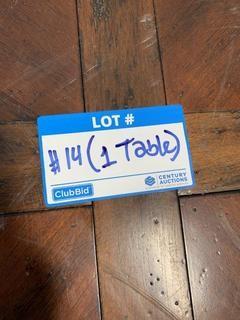 LOT #
#14 (1 Table)
ClubBid
CENTURY
AUCTIONS